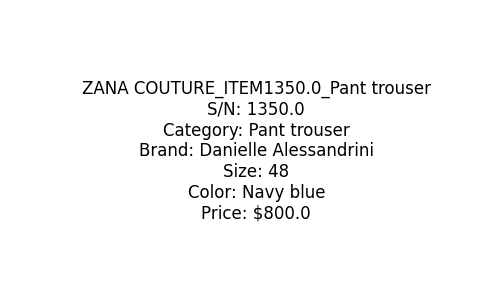 ZANA COUTURE_ITEM1350.0_Pant trouser
S/N: 1350.0
Category: Pant trouser
Brand: Danielle Alessandrini
Size: 48
Color: Navy blue
Price: $800.0